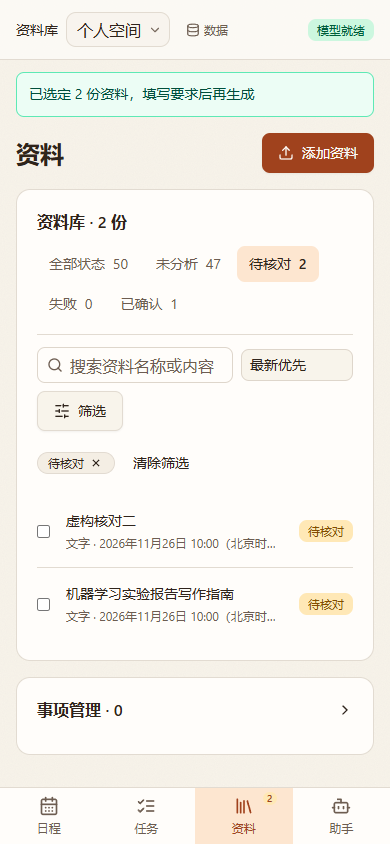 资料库 个人空间 数据 模型就绪
已选定 2 份资料，填写要求后再生成
资料 添加资料
资料库 · 2 份
全部状态 50 未分析 47 待核对 2
失败 0 已确认 1
搜索资料名称或内容 最新优先
筛选
待核对 × 清除筛选
虚构核对二
文字 · 2026年11月26日 10:00（北京时... 待核对
机器学习实验报告写作指南
文字 · 2026年11月26日 10:00（北京时... 待核对
事项管理 · 0
2
日程 任务 资料 助手